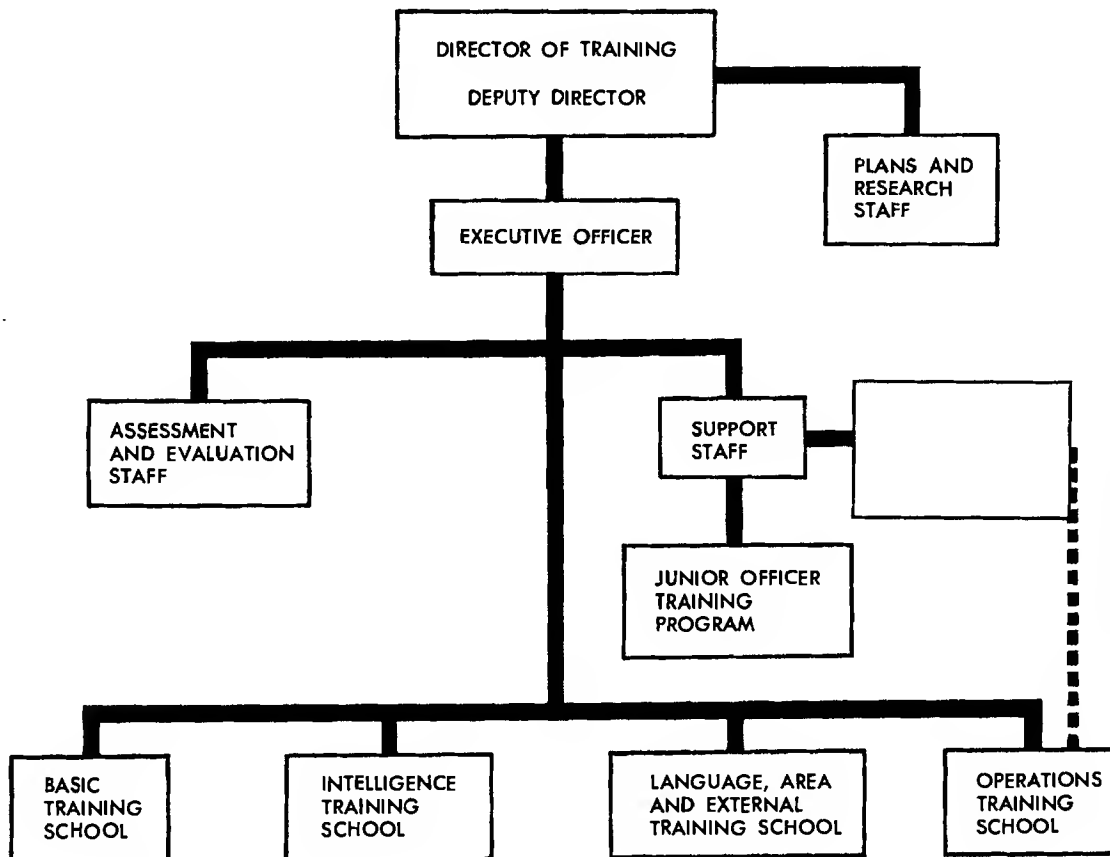 DIRECTOR OF TRAINING
DEPUTY DIRECTOR
PLANS AND
RESEARCH
STAFF
EXECUTIVE OFFICER
ASSESSMENT
AND EVALUATION
STAFF
SUPPORT
STAFF
JUNIOR OFFICER
TRAINING
PROGRAM
BASIC
TRAINING
SCHOOL
INTELLIGENCE
TRAINING
SCHOOL
LANGUAGE, AREA
AND EXTERNAL
TRAINING SCHOOL
OPERATIONS
TRAINING
SCHOOL